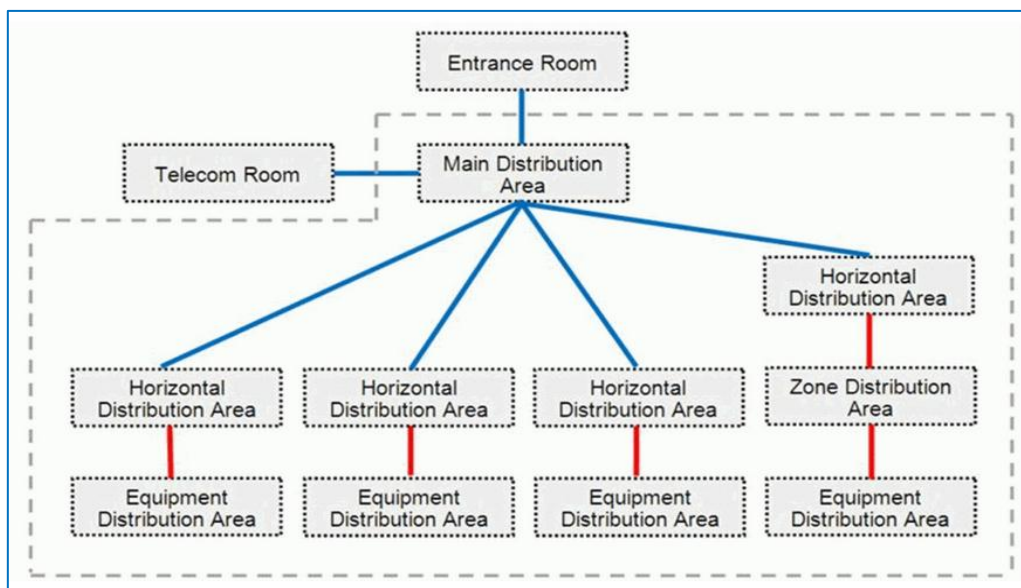 Entrance Room
Telecom Room
Main Distribution
Area
Horizontal
Distribution Area
Horizontal
Distribution Area
Horizontal
Distribution Area
Horizontal
Distribution Area
Zone Distribution
Area
Equipment
Distribution Area
Equipment
Distribution Area
Equipment
Distribution Area
Equipment
Distribution Area